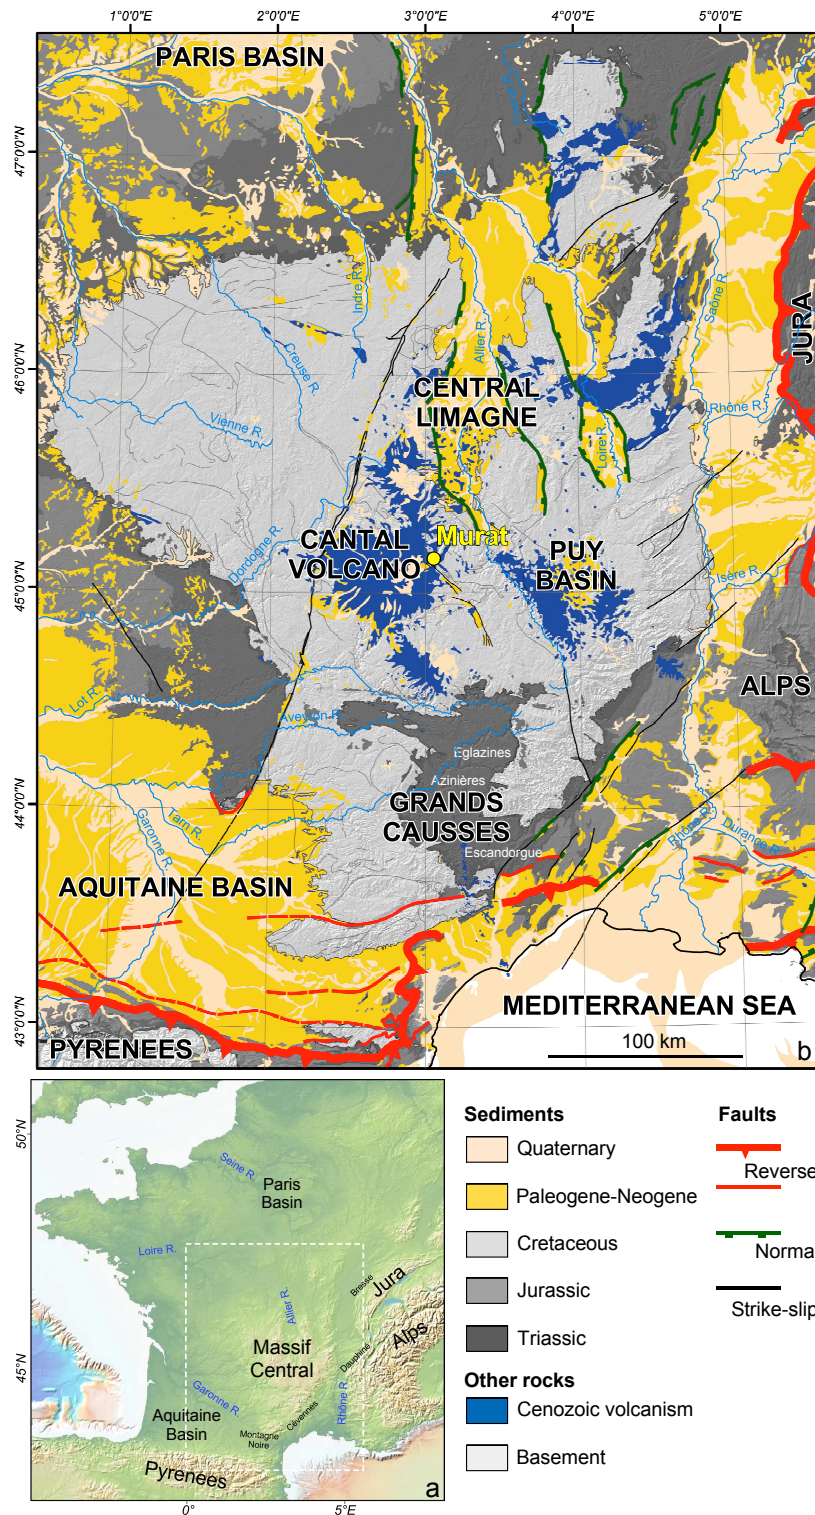 1°0'0"E 2°0'0"E 3°0'0"E 4°0'0"E 5°0'0"E
PARIS BASIN
47°0'0"N
Indre R.
Saône R.
JURA
46°0'0"N
Creuse R.
Allier R.
CENTRAL
LIMAGNE
Rhône R.
Vienne R.
Loire R.
Murat
CANTAL
VOLCANO
PUY
BASIN
Dordogne R.
45°0'0"N
Isère R.
ALPS
Lot R.
Aveyron R.
Eglazines
Azinières
GRANDS
CAUSSES
44°0'0"N
Garonne R.
Tarn R.
Rhône R.
Durance R.
Escandorgue
AQUITAINE BASIN
43°0'0"N
MEDITERRANEAN SEA
PYRENEES
100 km
b
50°N
Seine R.
Paris
Basin
Loire R.
Bresse
Jura
Allier R.
Alps
Massif
Central
Dauphiné
45°N
Garonne R.
Cévennes
Rhône R.
Aquitaine
Basin
Montagne
Noire
Pyrenees
a
0° 5°E
Sediments
Quaternary
Paleogene-Neogene
Cretaceous
Jurassic
Triassic
Other rocks
Cenozoic volcanism
Basement
Faults
Reverse
Norma
Strike-slip